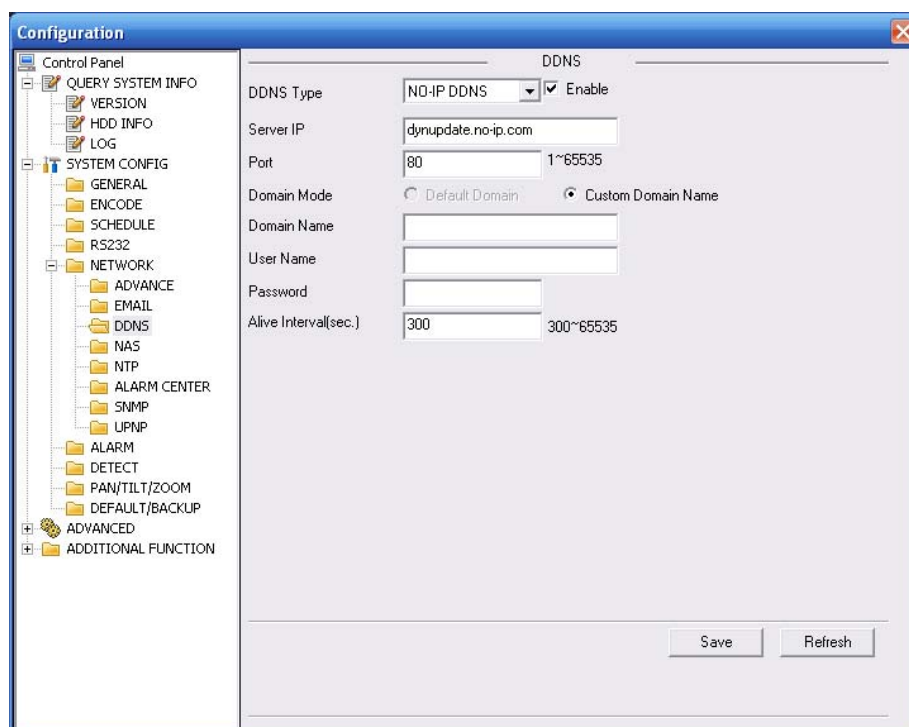 Configuration
Control Panel
QUERY SYSTEM INFO
VERSION
HDD INFO
LOG
SYSTEM CONFIG
GENERAL
ENCODE
SCHEDULE
RS232
NETWORK
ADVANCE
EMAIL
DDNS
NAS
NTP
ALARM CENTER
SNMP
UPNP
ALARM
DETECT
PAN/TILT/ZOOM
DEFAULT/BACKUP
ADVANCED
ADDITIONAL FUNCTION
DDNS
DDNS Type NO-IP DDNS Enable
Server IP dynupdate.no-ip.com
Port 80 1~65535
Domain Mode Default Domain Custom Domain Name
Domain Name
User Name
Password
Alive Interval(sec.) 300 300~65535
Save Refresh